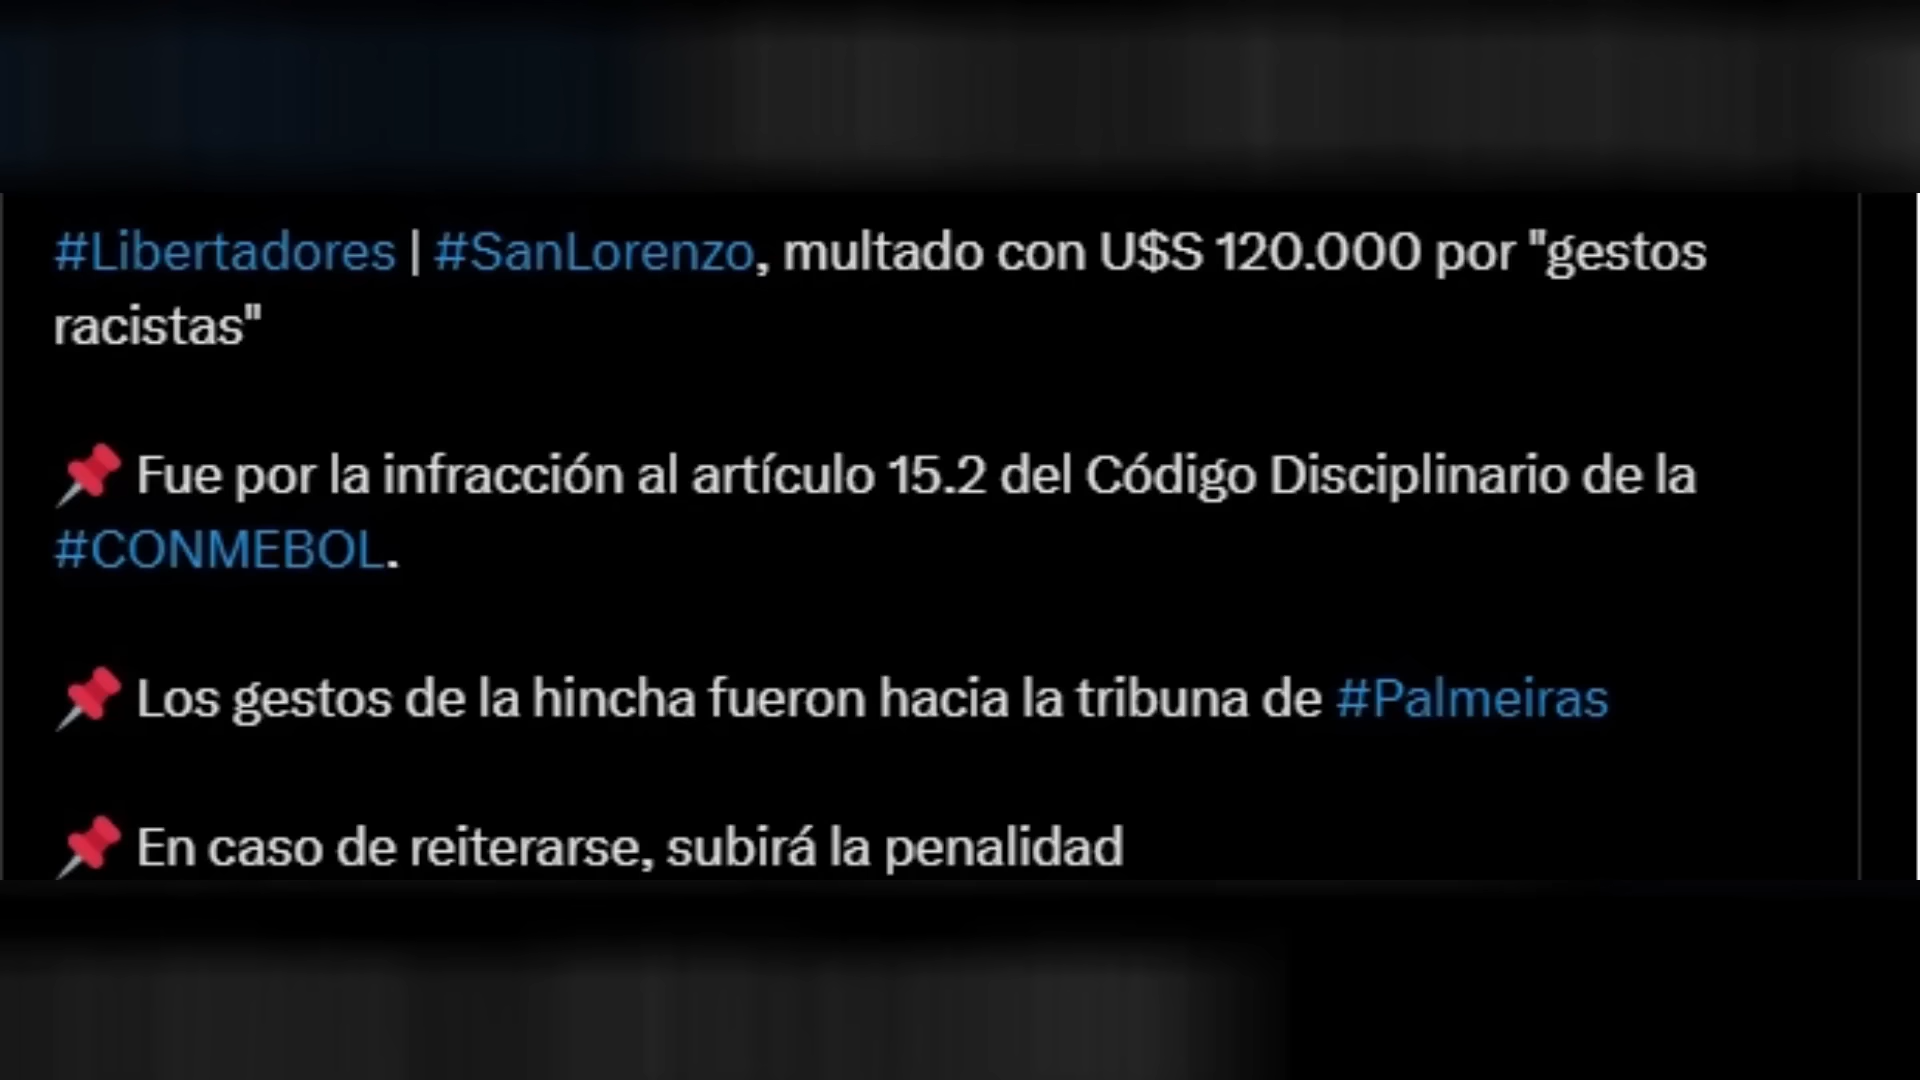 #Libertadores | #SanLorenzo, multado con U$S 120.000 por "gestos
racistas"
📌 Fue por la infracción al artículo 15.2 del Código Disciplinario de la
#CONMEBOL.
📌 Los gestos de la hincha fueron hacia la tribuna de #Palmeiras
📌 En caso de reiterarse, subirá la penalidad